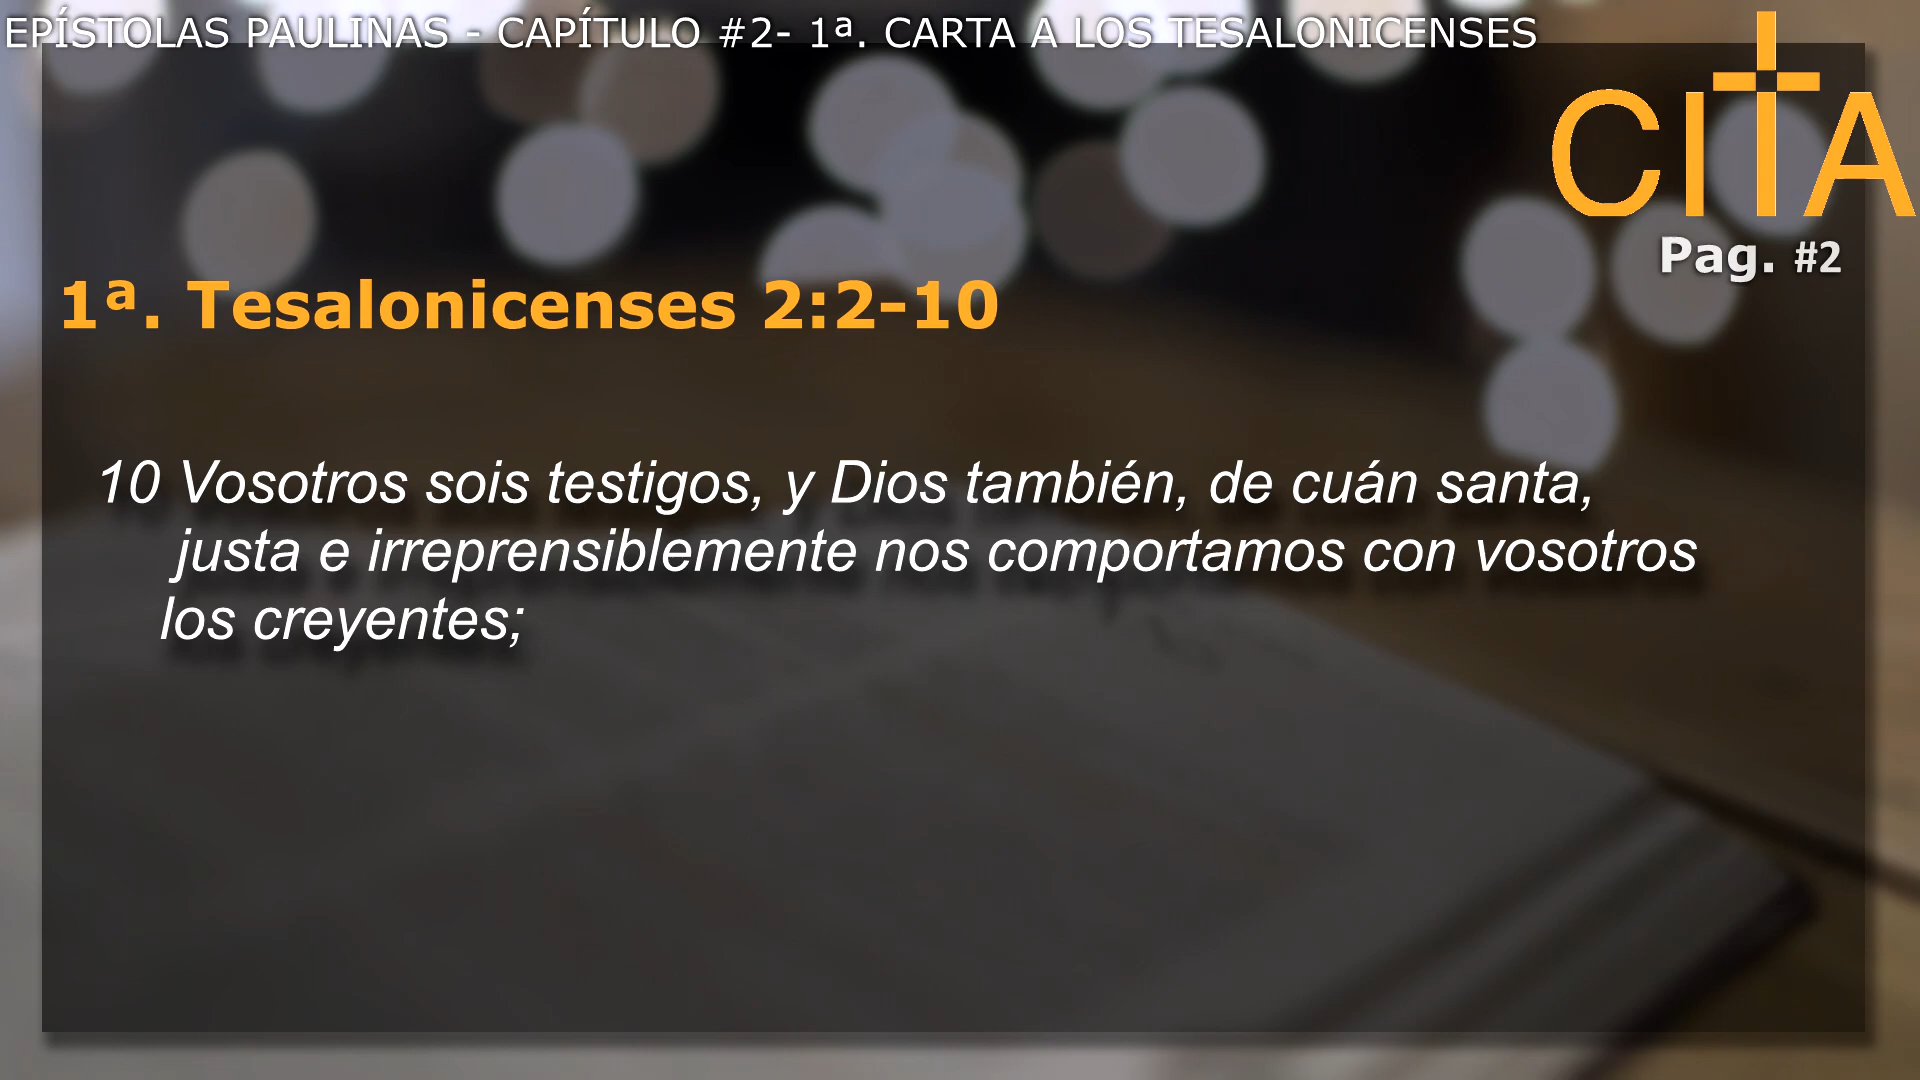 EPÍSTOLAS PAULINAS - CAPÍTULO #2- 1ª. CARTA A LOS TESALONICENSES
CITA
Pag. #2
1ª. Tesalonicenses 2:2-10
10 Vosotros sois testigos, y Dios también, de cuán santa,
justa e irreprensiblemente nos comportamos con vosotros
los creyentes;